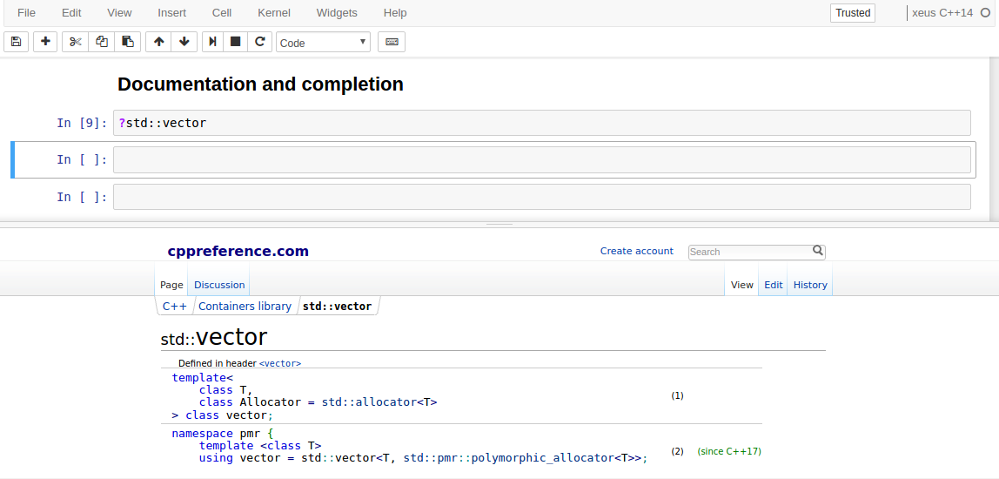 File Edit View Insert Cell Kernel Widgets Help Trusted xeus C++14
Code
Documentation and completion
In [9]: ?std::vector
In [ ]:
In [ ]:
cppreference.com Create account Search
Page Discussion View Edit History
C++ Containers library std::vector
std::vector
Defined in header <vector>
template<
class T,
class Allocator = std::allocator<T>
> class vector;
(1)
namespace pmr {
template <class T>
using vector = std::vector<T, std::pmr::polymorphic_allocator<T>>;
(2) (since C++17)